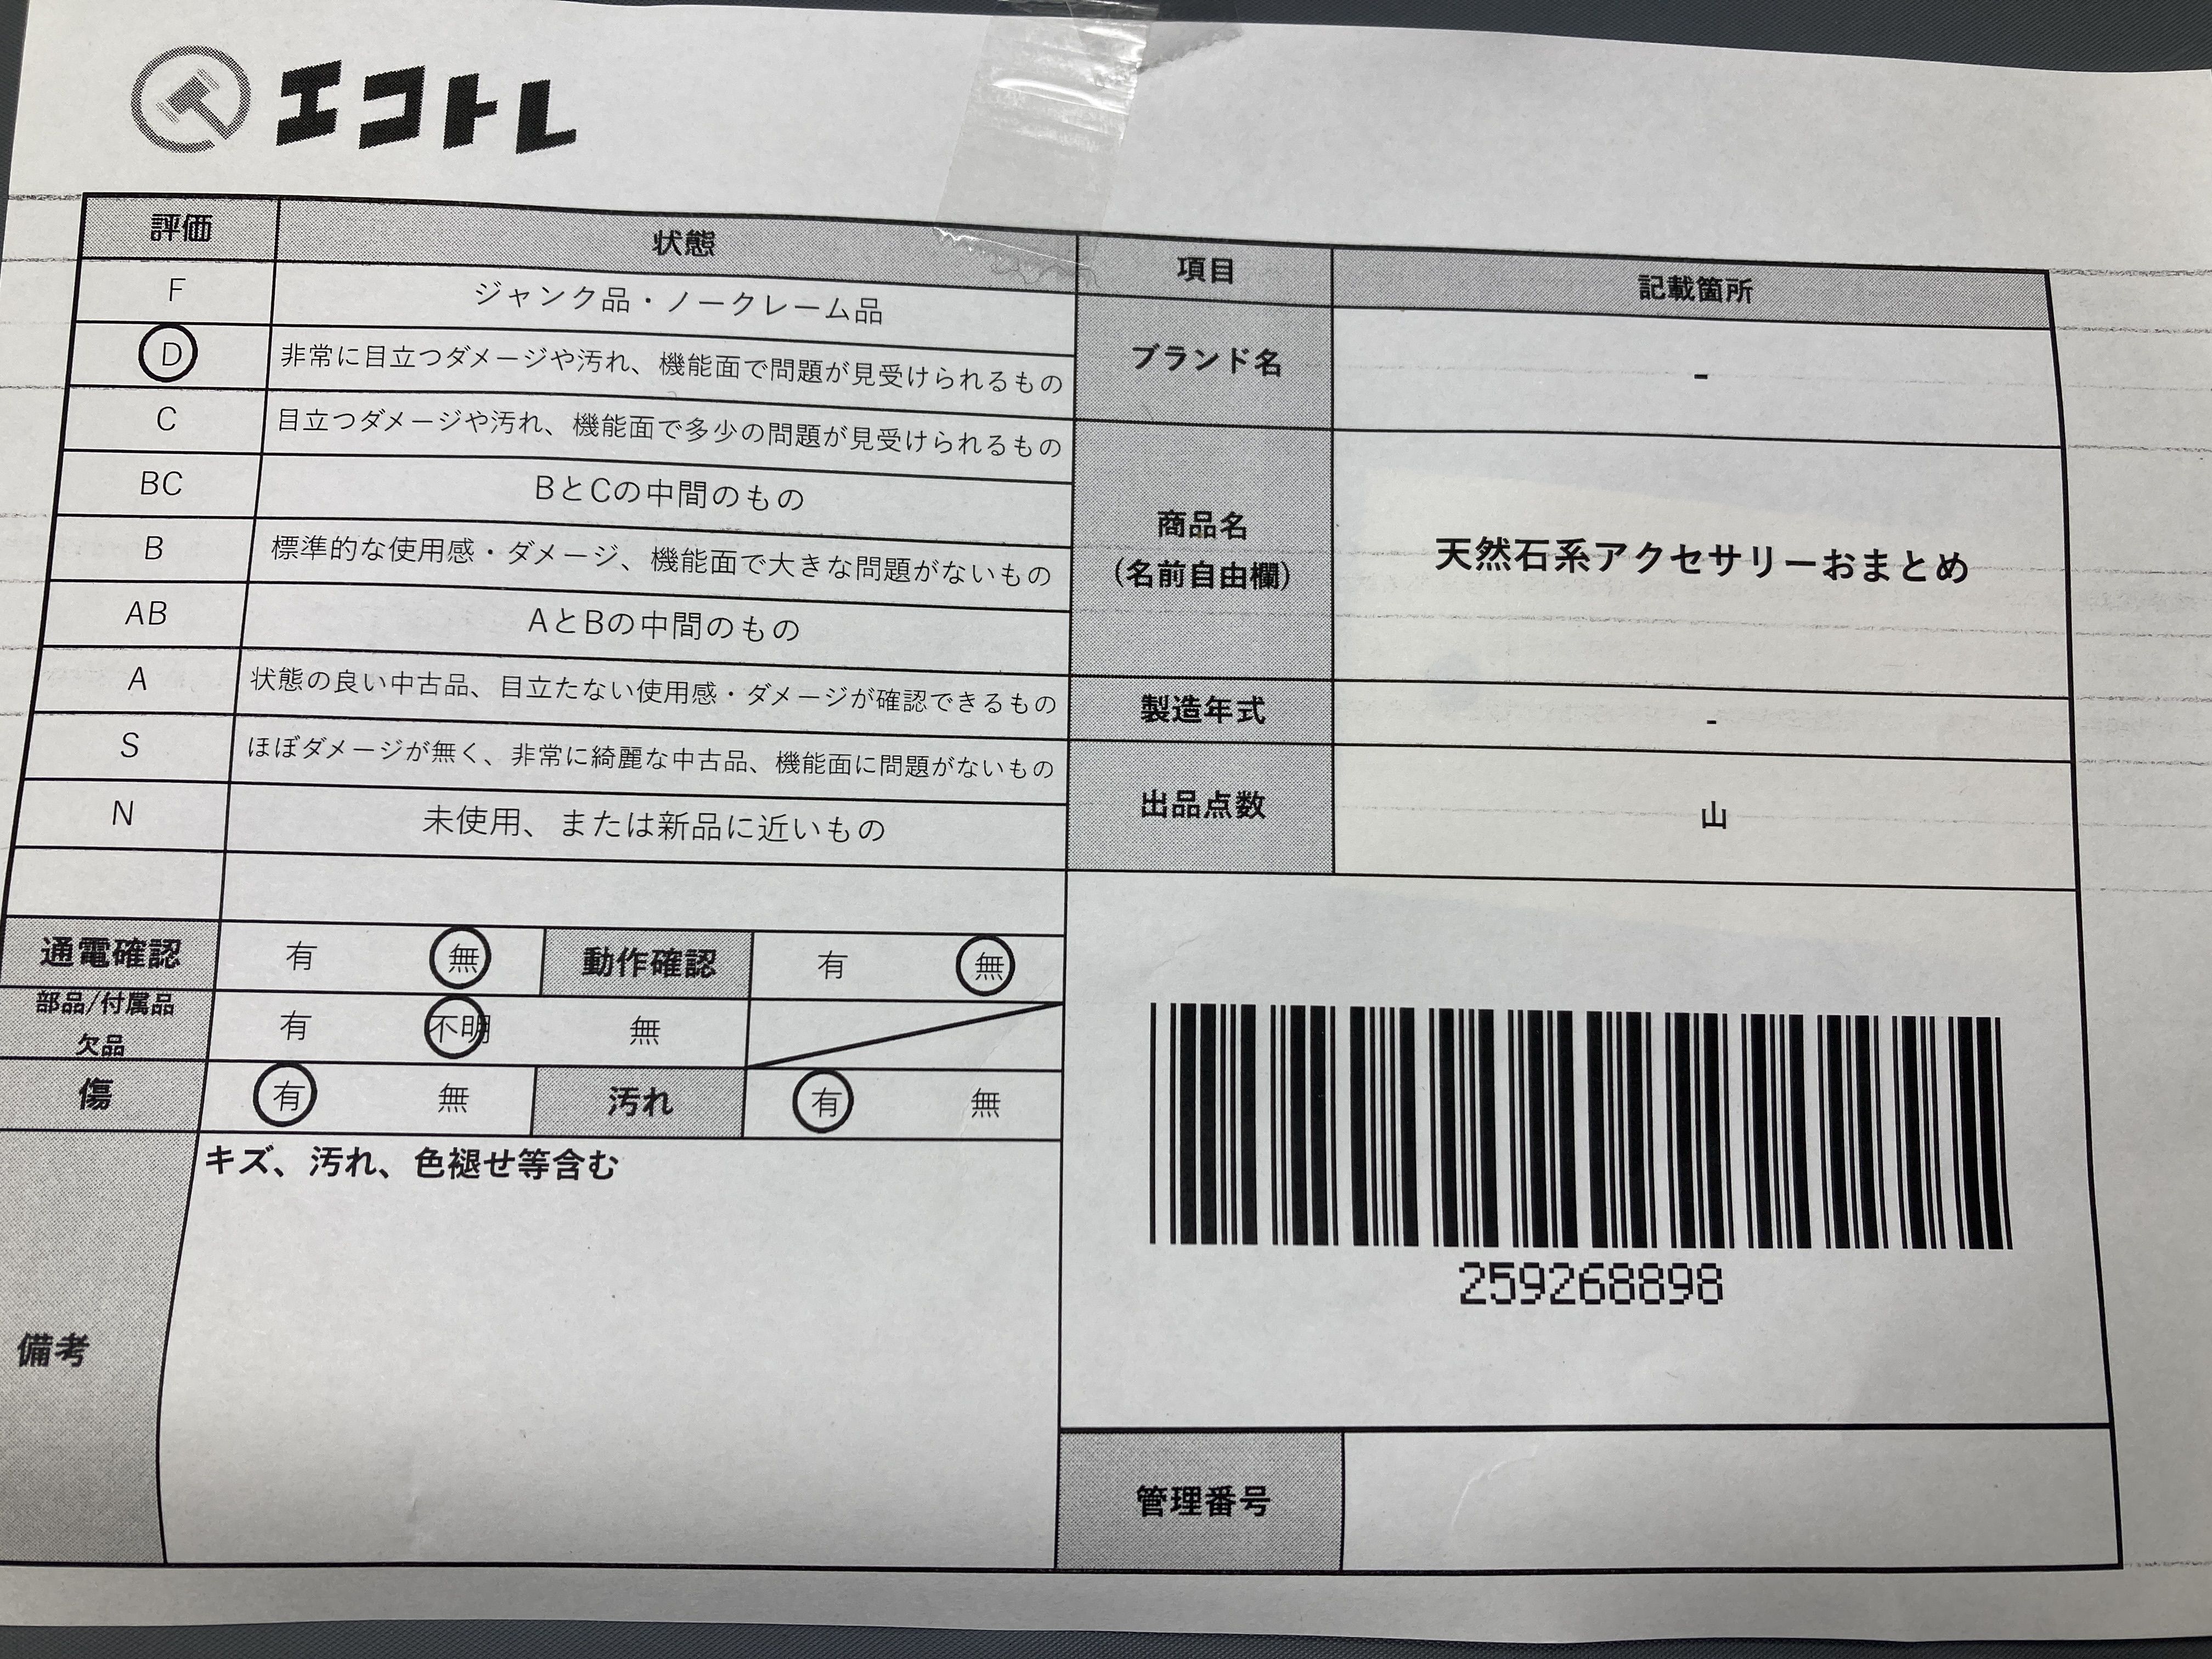 エコトレ
評価 状態
F ジャンク品・ノークレーム品
D 非常に目立つダメージや汚れ、機能面で問題が見受けられるもの
C 目立つダメージや汚れ、機能面で多少の問題が見受けられるもの
BC BとCの中間のもの
B 標準的な使用感・ダメージ、機能面で大きな問題がないもの
AB AとBの中間のもの
A 状態の良い中古品、目立たない使用感・ダメージが確認できるもの
S ほぼダメージが無く、非常に綺麗な中古品、機能面に問題がないもの
N 未使用、または新品に近いもの
通電確認 有 無 動作確認 有 無
部品/付属品
欠品 有 不明 無
傷 有 無 汚れ 有 無
備考 キズ、汚れ、色褪せ等含む
項目 記載箇所
ブランド名 -
商品名
(名前自由欄) 天然石系アクセサリーおまとめ
製造年式 -
出品点数 山
259268898
管理番号